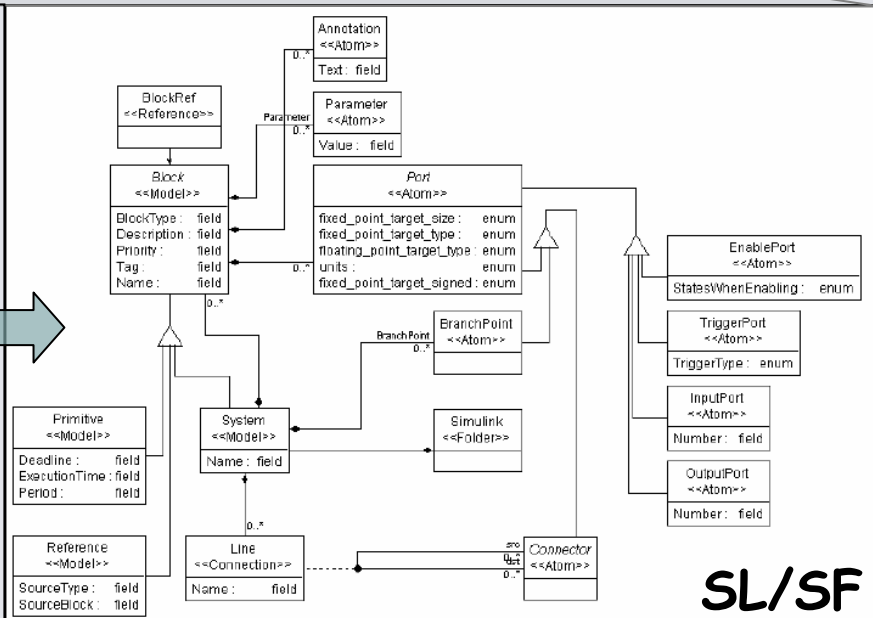 Annotation
<<Atom>>
Text : field
0..*
BlockRef
<<Reference>>
Parameter
<<Atom>>
Value : field
Parameter
0..*
Block
<<Model>>
BlockType : field
Description : field
Priority : field
Tag : field
Name : field
0..*
Port
<<Atom>>
fixed_point_target_size : enum
fixed_point_target_type : enum
floating_point_target_type : enum
units : enum
fixed_point_target_signed : enum
0..*
EnablePort
<<Atom>>
StatesWhenEnabling : enum
BranchPoint
<<Atom>>
BranchPoint
0..*
TriggerPort
<<Atom>>
TriggerType : enum
Primitive
<<Model>>
Deadline : field
ExecutionTime : field
Period : field
System
<<Model>>
Name : field
Simulink
<<Folder>>
InputPort
<<Atom>>
Number : field
OutputPort
<<Atom>>
Number : field
0..*
Reference
<<Model>>
SourceType : field
SourceBlock : field
Line
<<Connection>>
Name : field
src
0..*
dst
0..*
Connector
<<Atom>>
SL/SF